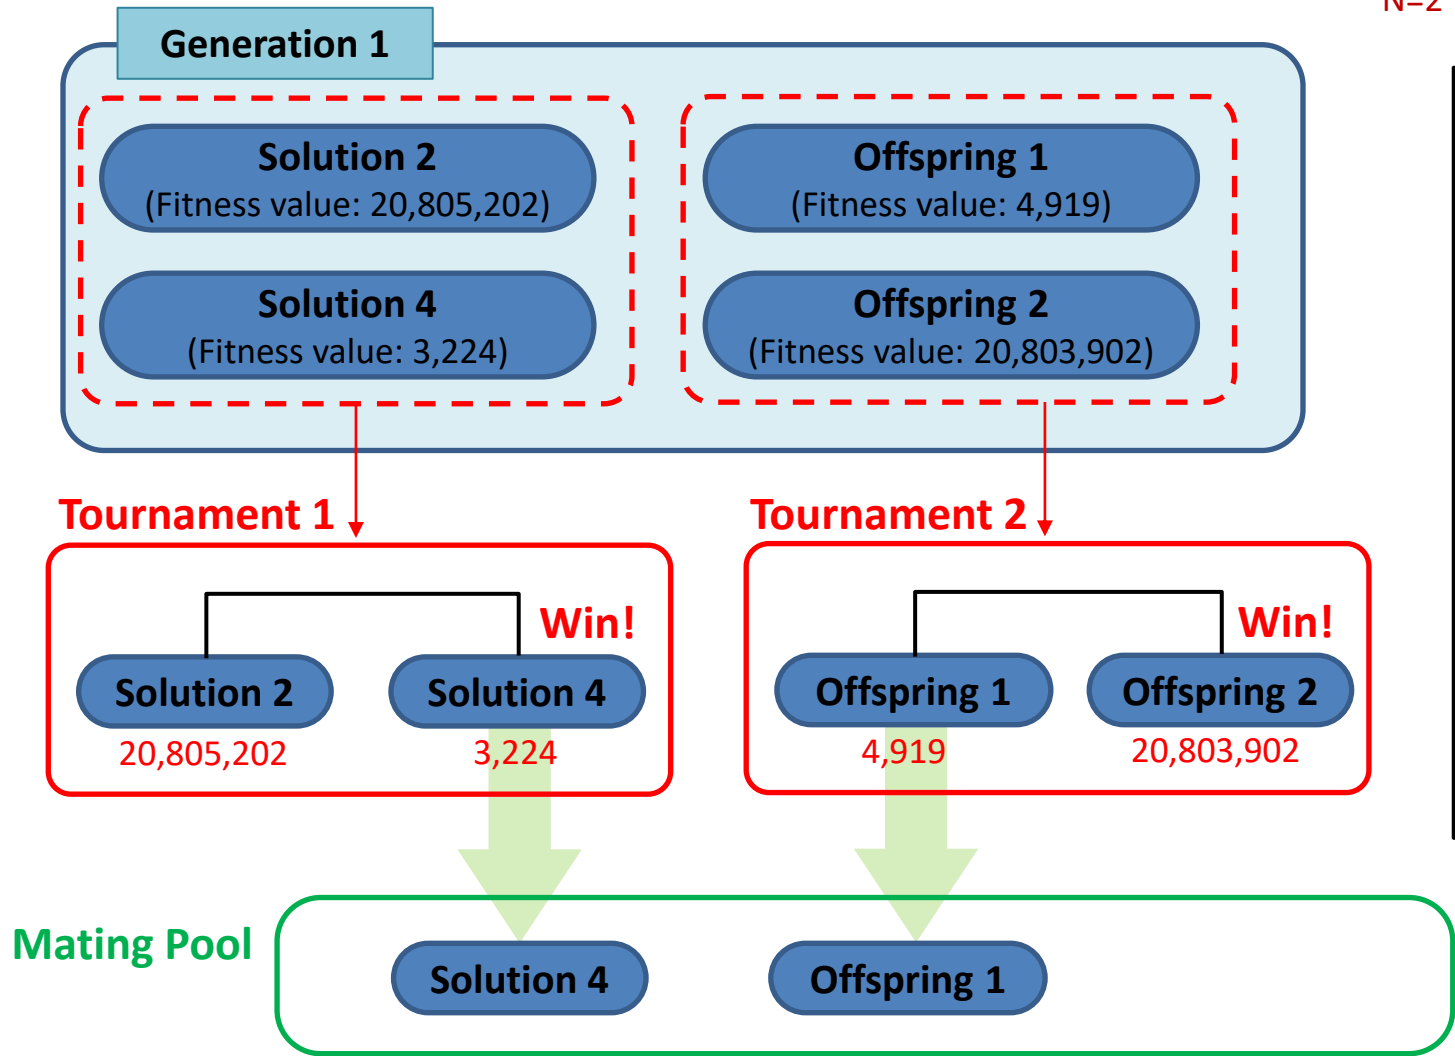 N=2
Generation 1
Solution 2
(Fitness value: 20,805,202)
Offspring 1
(Fitness value: 4,919)
Solution 4
(Fitness value: 3,224)
Offspring 2
(Fitness value: 20,803,902)
Tournament 1
Tournament 2
Win!
Win!
Solution 2
Solution 4
Offspring 1
Offspring 2
20,805,202
3,224
4,919
20,803,902
Mating Pool
Solution 4
Offspring 1